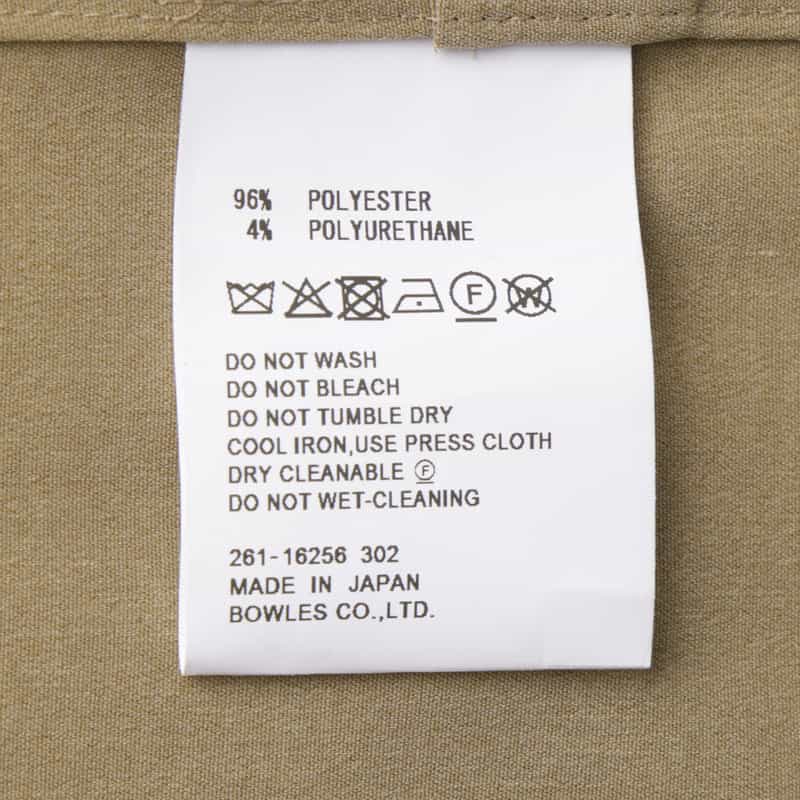 96% POLYESTER
4% POLYURETHANE
F W
DO NOT WASH
DO NOT BLEACH
DO NOT TUMBLE DRY
COOL IRON,USE PRESS CLOTH
DRY CLEANABLE Ⓕ
DO NOT WET-CLEANING
261-16256 302
MADE IN JAPAN
BOWLES CO.,LTD.